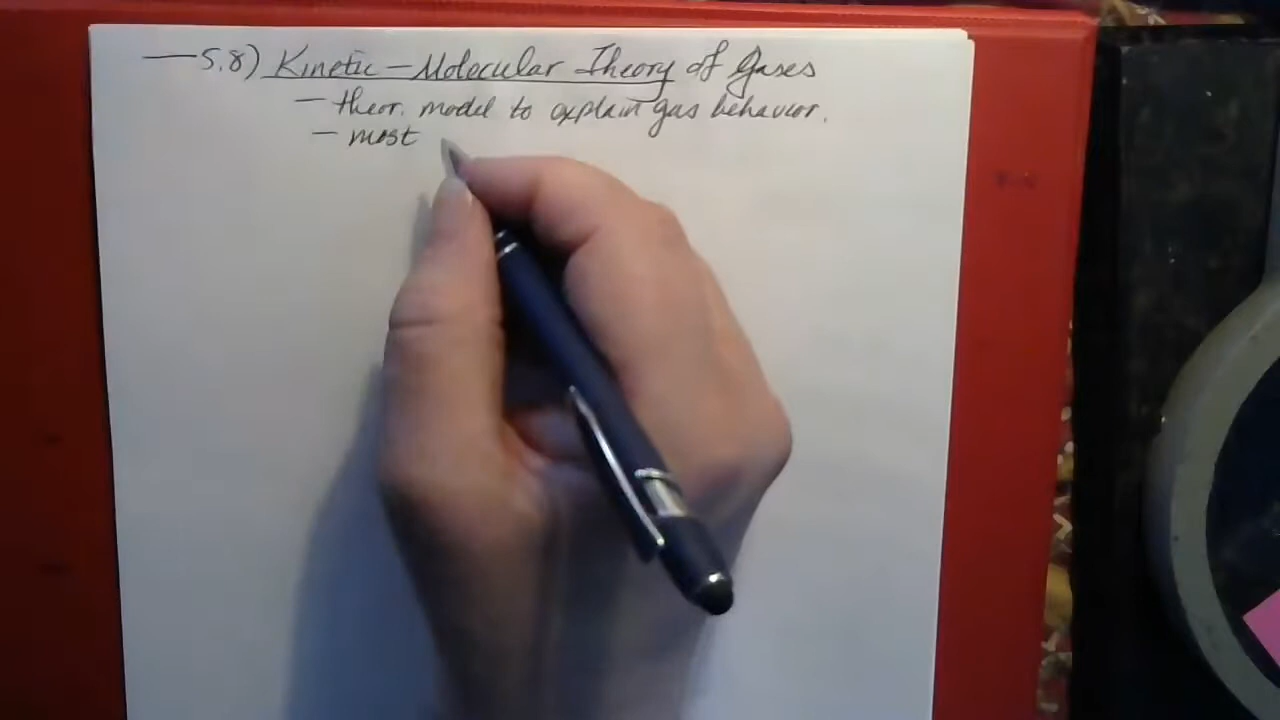 — 5.8) Kinetic – Molecular Theory of Gases
– theor. model to explain gas behavior.
– most